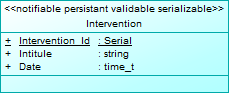 <<notifiable persistant validable serializable>>
Intervention
+ Intervention_Id : Serial
+ Intitule : string
+ Date : time_t